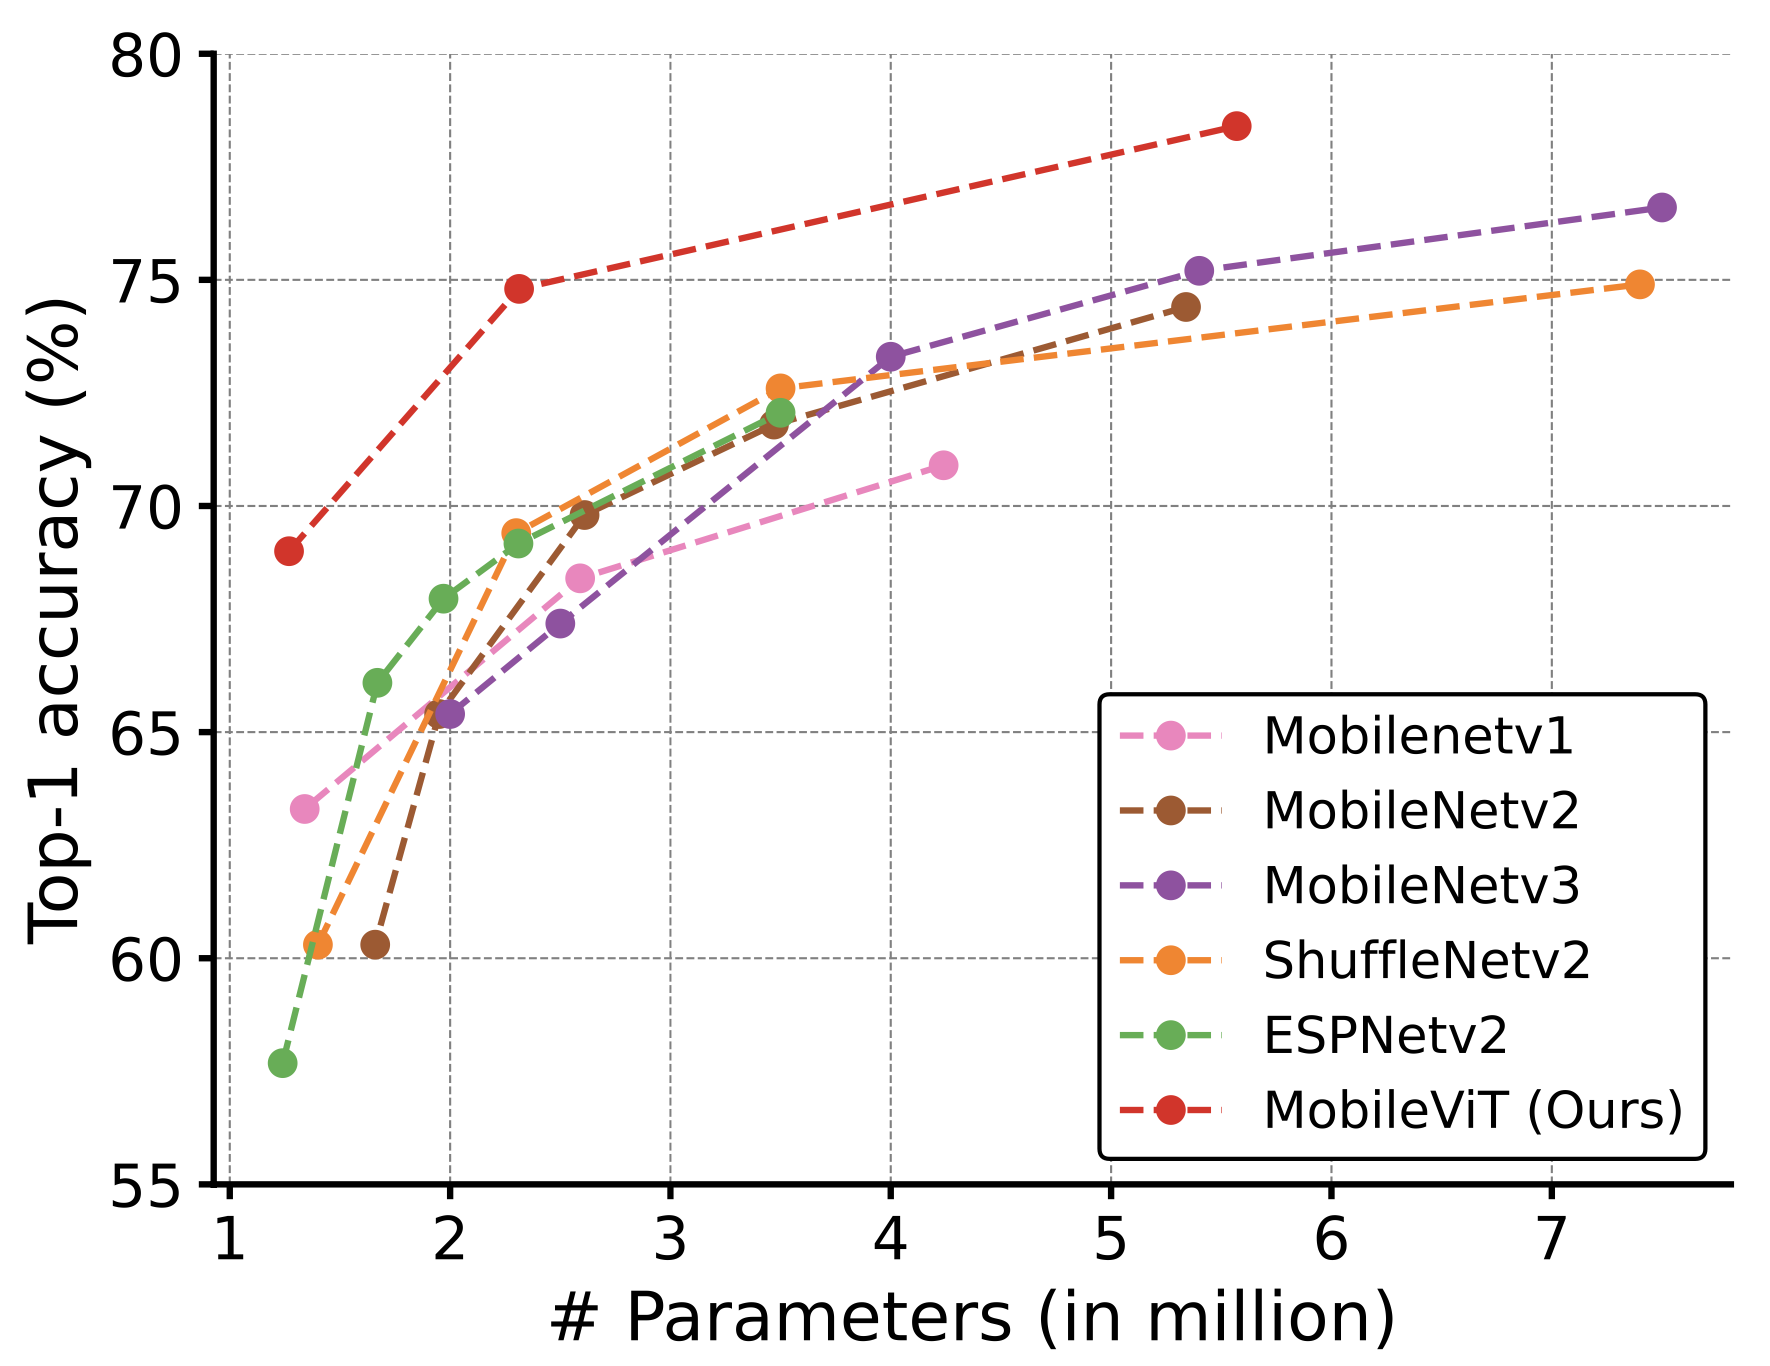 80
75
70
65
60
55
Top-1 accuracy (%)
Mobilenetv1
MobileNetv2
MobileNetv3
ShuffleNetv2
ESPNetv2
MobileViT (Ours)
1 2 3 4 5 6 7
# Parameters (in million)